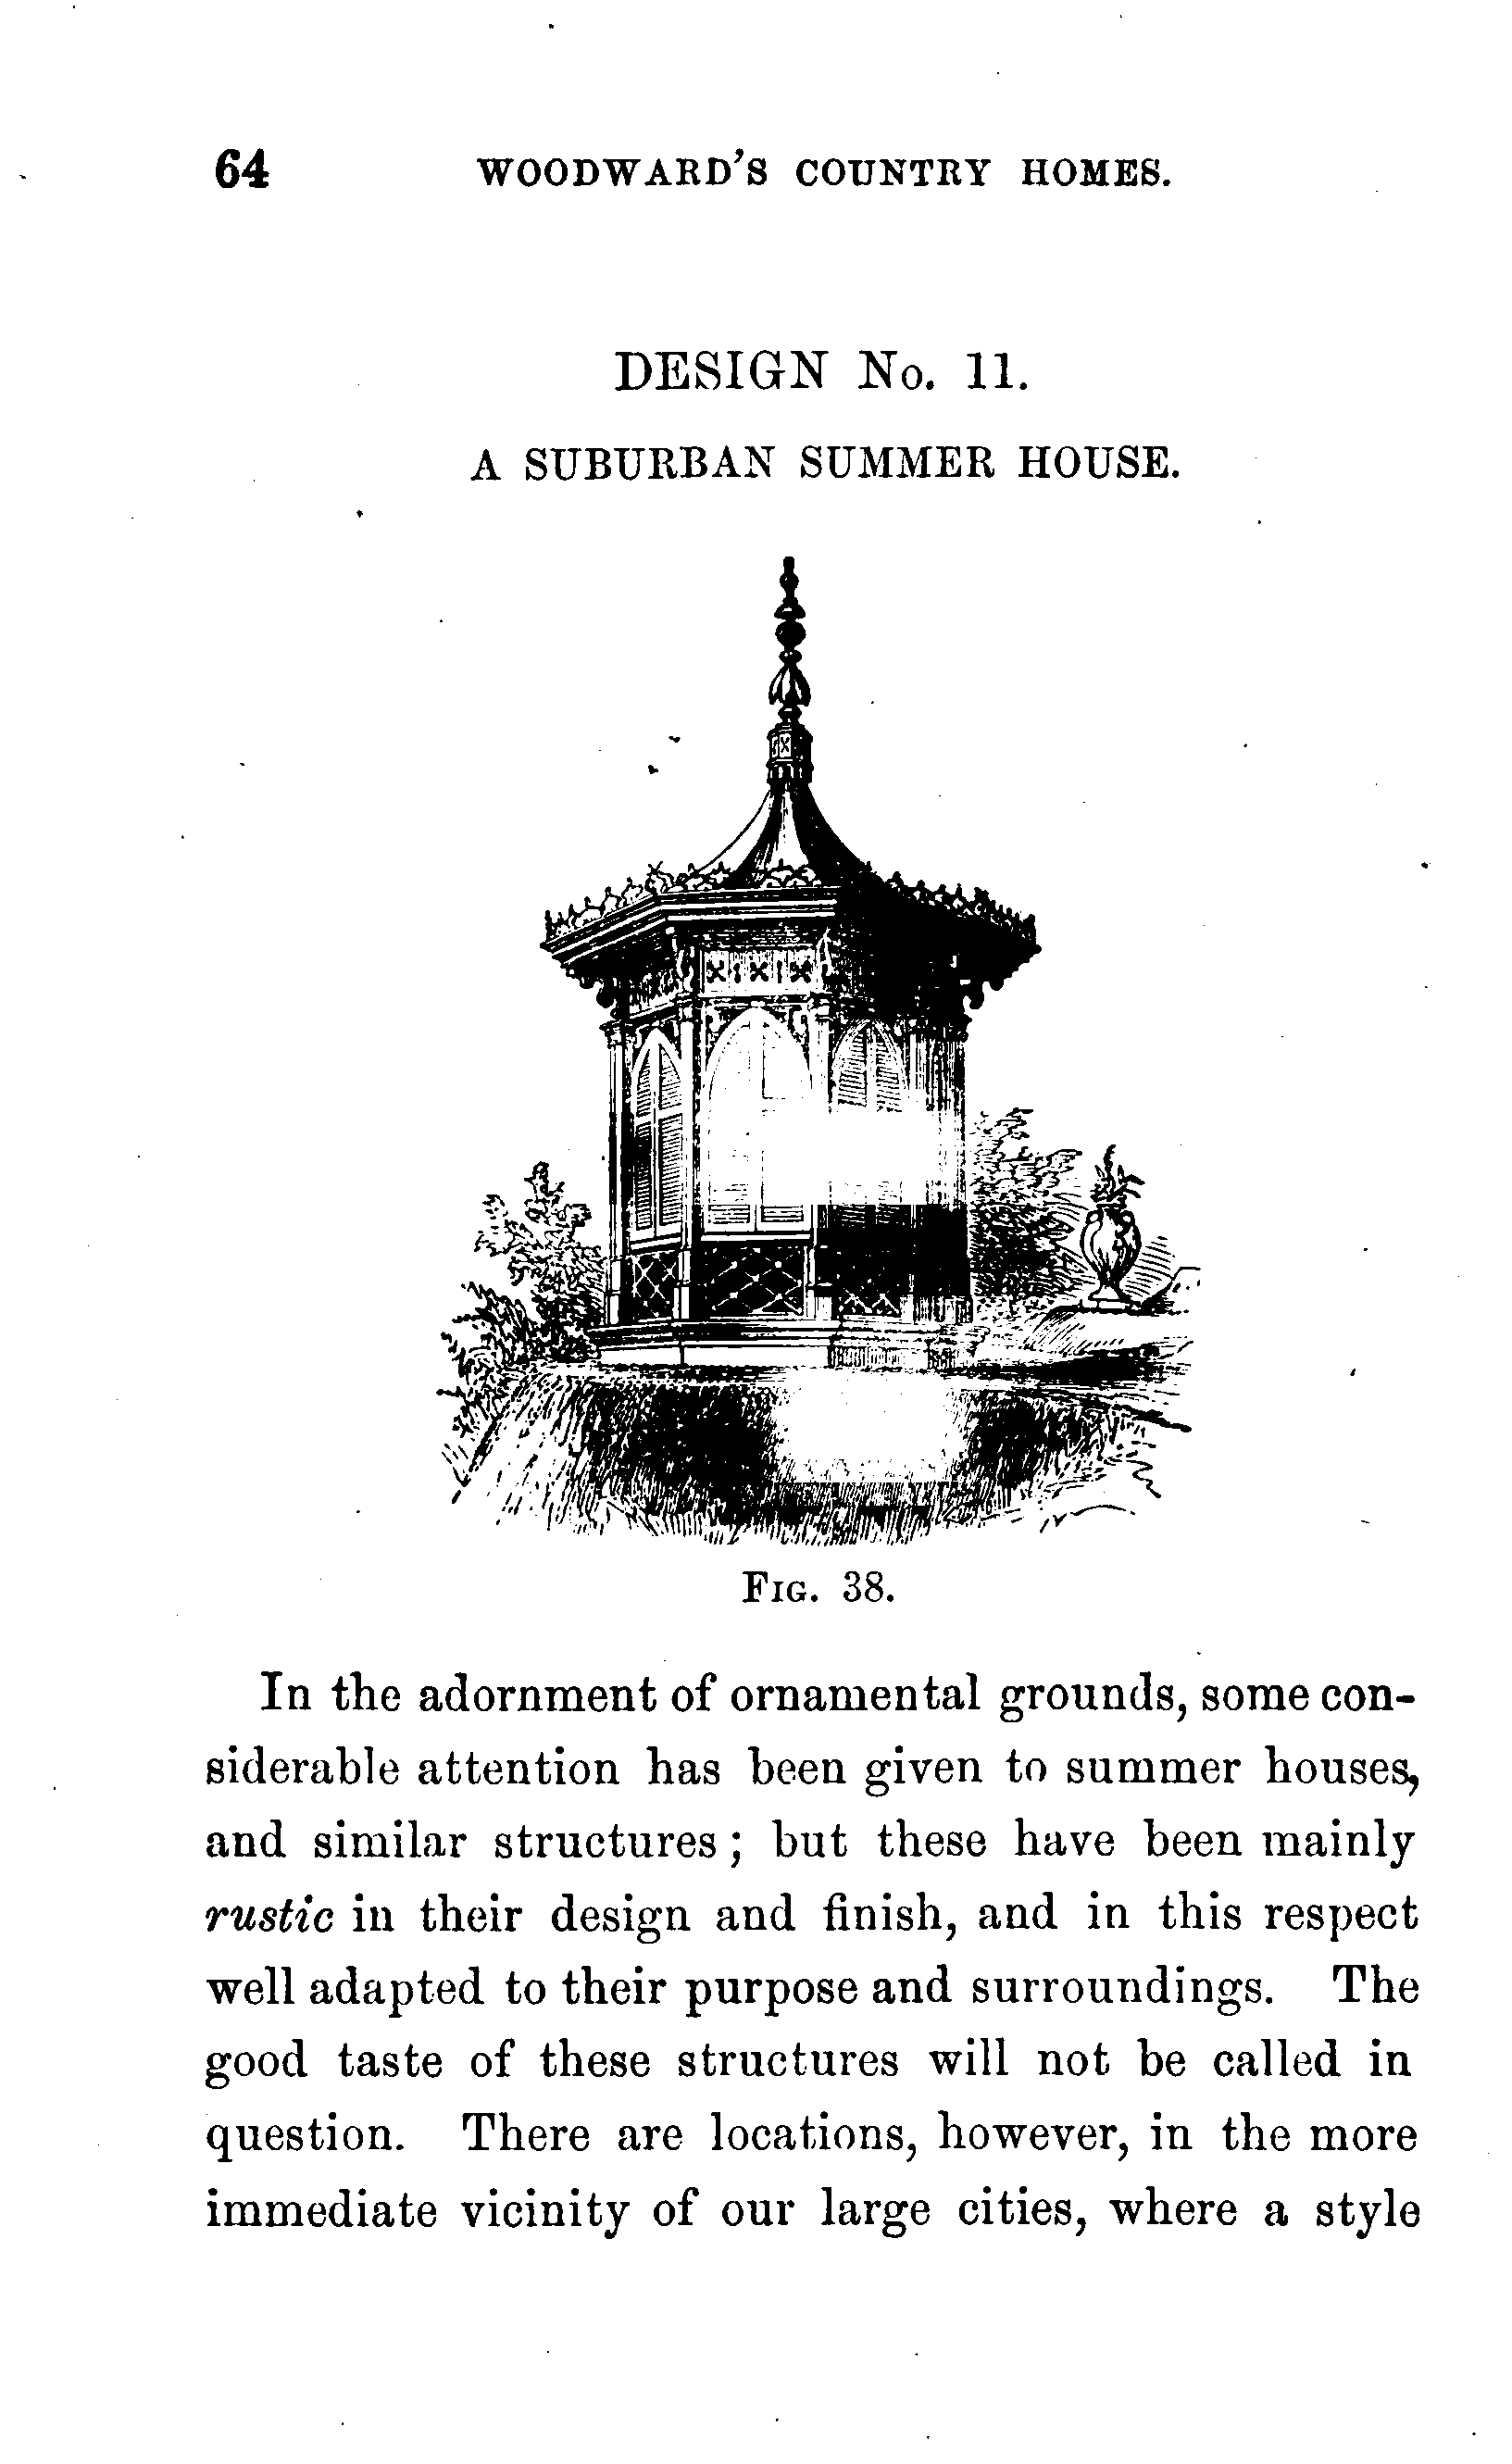 64 WOODWARD'S COUNTRY HOMES.
DESIGN No. 11.
A SUBURBAN SUMMER HOUSE.
FIG. 38.
In the adornment of ornamental grounds, some con-
siderable attention has been given to summer houses,
and similar structures; but these have been mainly
rustic in their design and finish, and in this respect
well adapted to their purpose and surroundings. The
good taste of these structures will not be called in
question. There are locations, however, in the more
immediate vicinity of our large cities, where a style